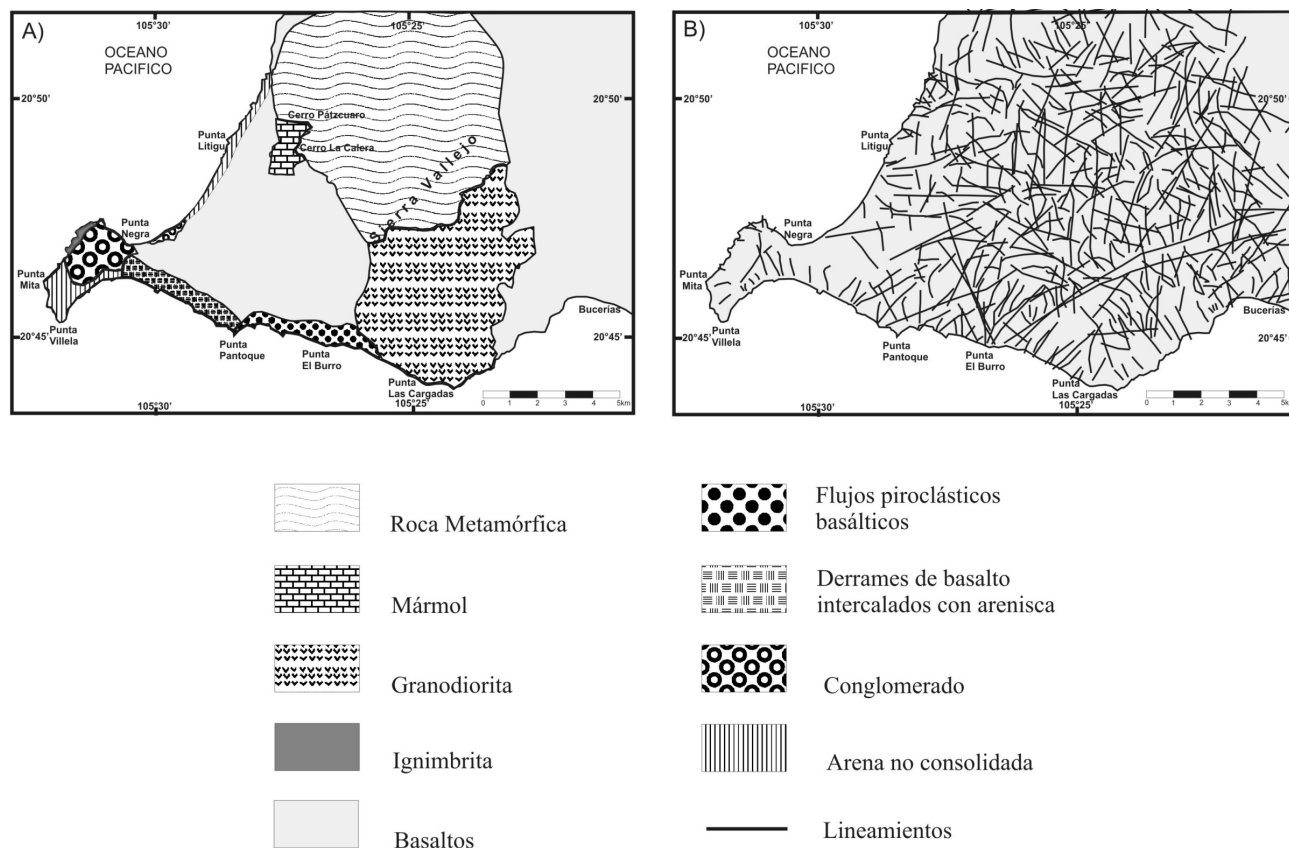 A)
105°30'
105°25'
OCEANO
PACIFICO
20°50'
20°50'
Cerro Pátzcuaro
Punta
Litigu
Cerro La Calera
Sierra Vallejo
Punta
Negra
Punta
Mita
Punta
Villela
Bucerías
20°45'
20°45'
Punta
Pantoque
Punta
El Burro
Punta
Las Cargadas
105°30'
105°25'
0 1 2 3 4 5km
B)
105°25'
OCEANO
PACIFICO
20°50'
20°50'
Punta
Litigu
Punta
Negra
Punta
Mita
Punta
Villela
Bucerías
20°45'
20°45'
Punta
Pantoque
Punta
El Burro
Punta
Las Cargadas
105°30'
105°25'
0 1 2 3 4 5k
Roca Metamórfica
Mármol
Granodiorita
Ignimbrita
Basaltos
Flujos piroclásticos
basálticos
Derrames de basalto
intercalados con arenisca
Conglomerado
Arena no consolidada
Lineamientos